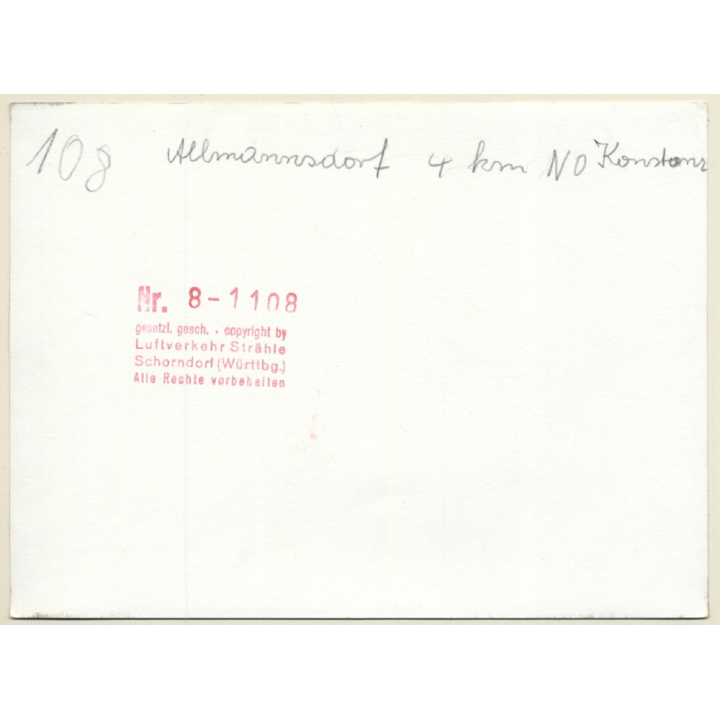 108 Allmannsdorf 4 km NO Konstanz
Nr. 8-1108
gesetzl. gesch. - copyright by
Luftverkehr Strähle
Schorndorf (Württbg.)
Alle Rechte vorbehalten